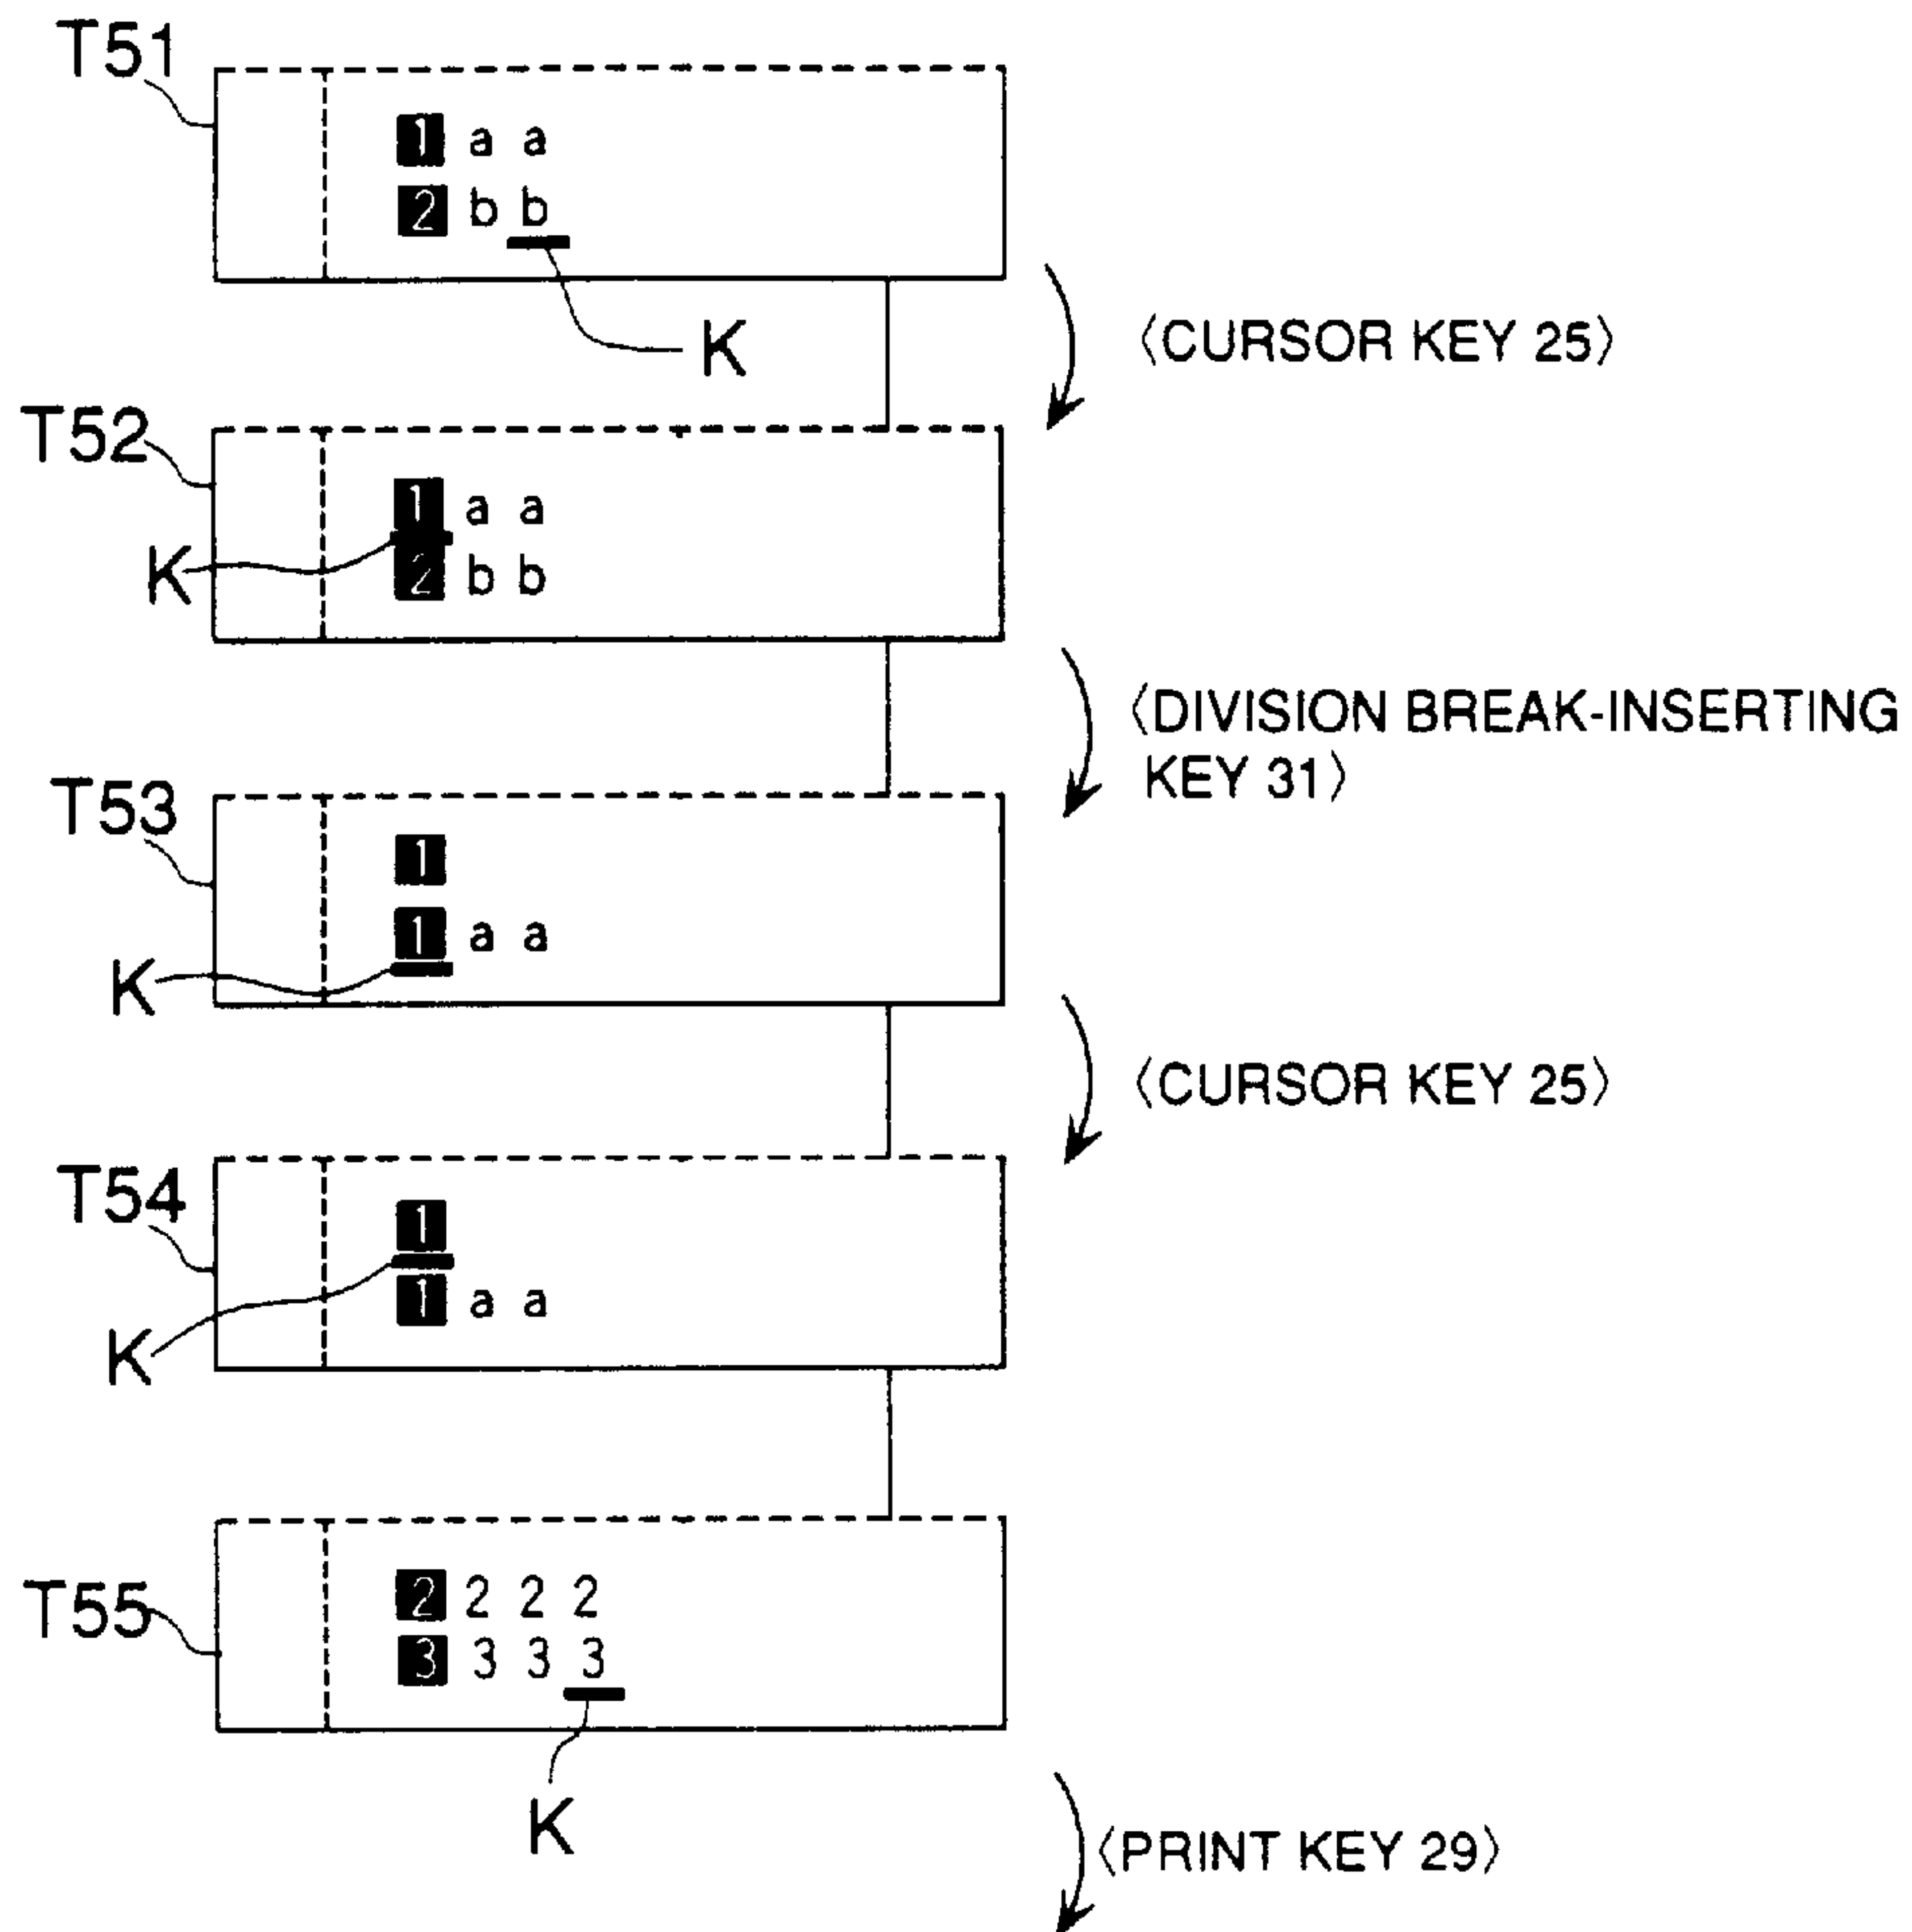 T51
1 a a
2 b b
K
〈CURSOR KEY 25〉
T52
1 a a
K
2 b b
〈DIVISION BREAK-INSERTING
KEY 31〉
T53
1
1 a a
K
〈CURSOR KEY 25〉
T54
1
1 a a
K
T55
2 2 2 2
3 3 3 3
K
〈PRINT KEY 29〉